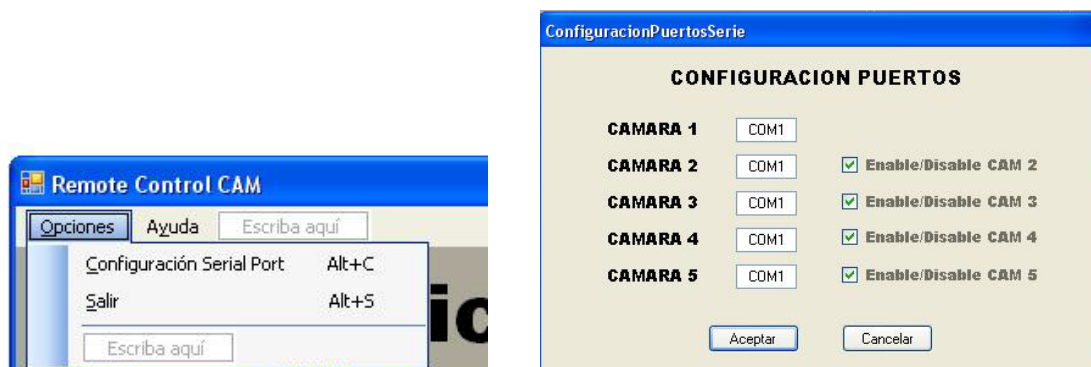 Remote Control CAM
Opciones Ayuda Escriba aquí
Configuración Serial Port Alt+C
Salir Alt+S
Escriba aquí
ic
ConfiguracionPuertosSerie
CONFIGURACION PUERTOS
CAMARA 1 COM1
CAMARA 2 COM1 Enable/Disable CAM 2
CAMARA 3 COM1 Enable/Disable CAM 3
CAMARA 4 COM1 Enable/Disable CAM 4
CAMARA 5 COM1 Enable/Disable CAM 5
Aceptar Cancelar